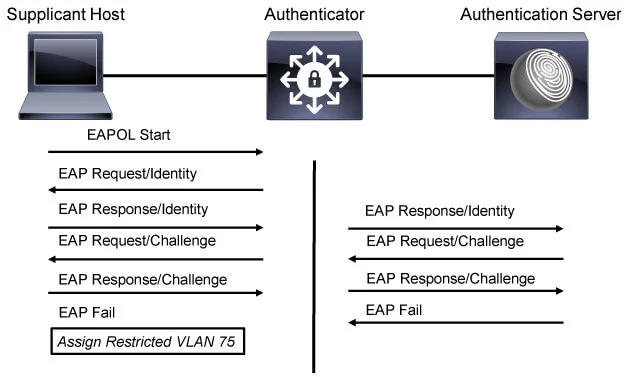 Supplicant Host
Authenticator
Authentication Server
EAPOL Start
EAP Request/Identity
EAP Response/Identity
EAP Response/Identity
EAP Request/Challenge
EAP Request/Challenge
EAP Response/Challenge
EAP Response/Challenge
EAP Fail
EAP Fail
Assign Restricted VLAN 75